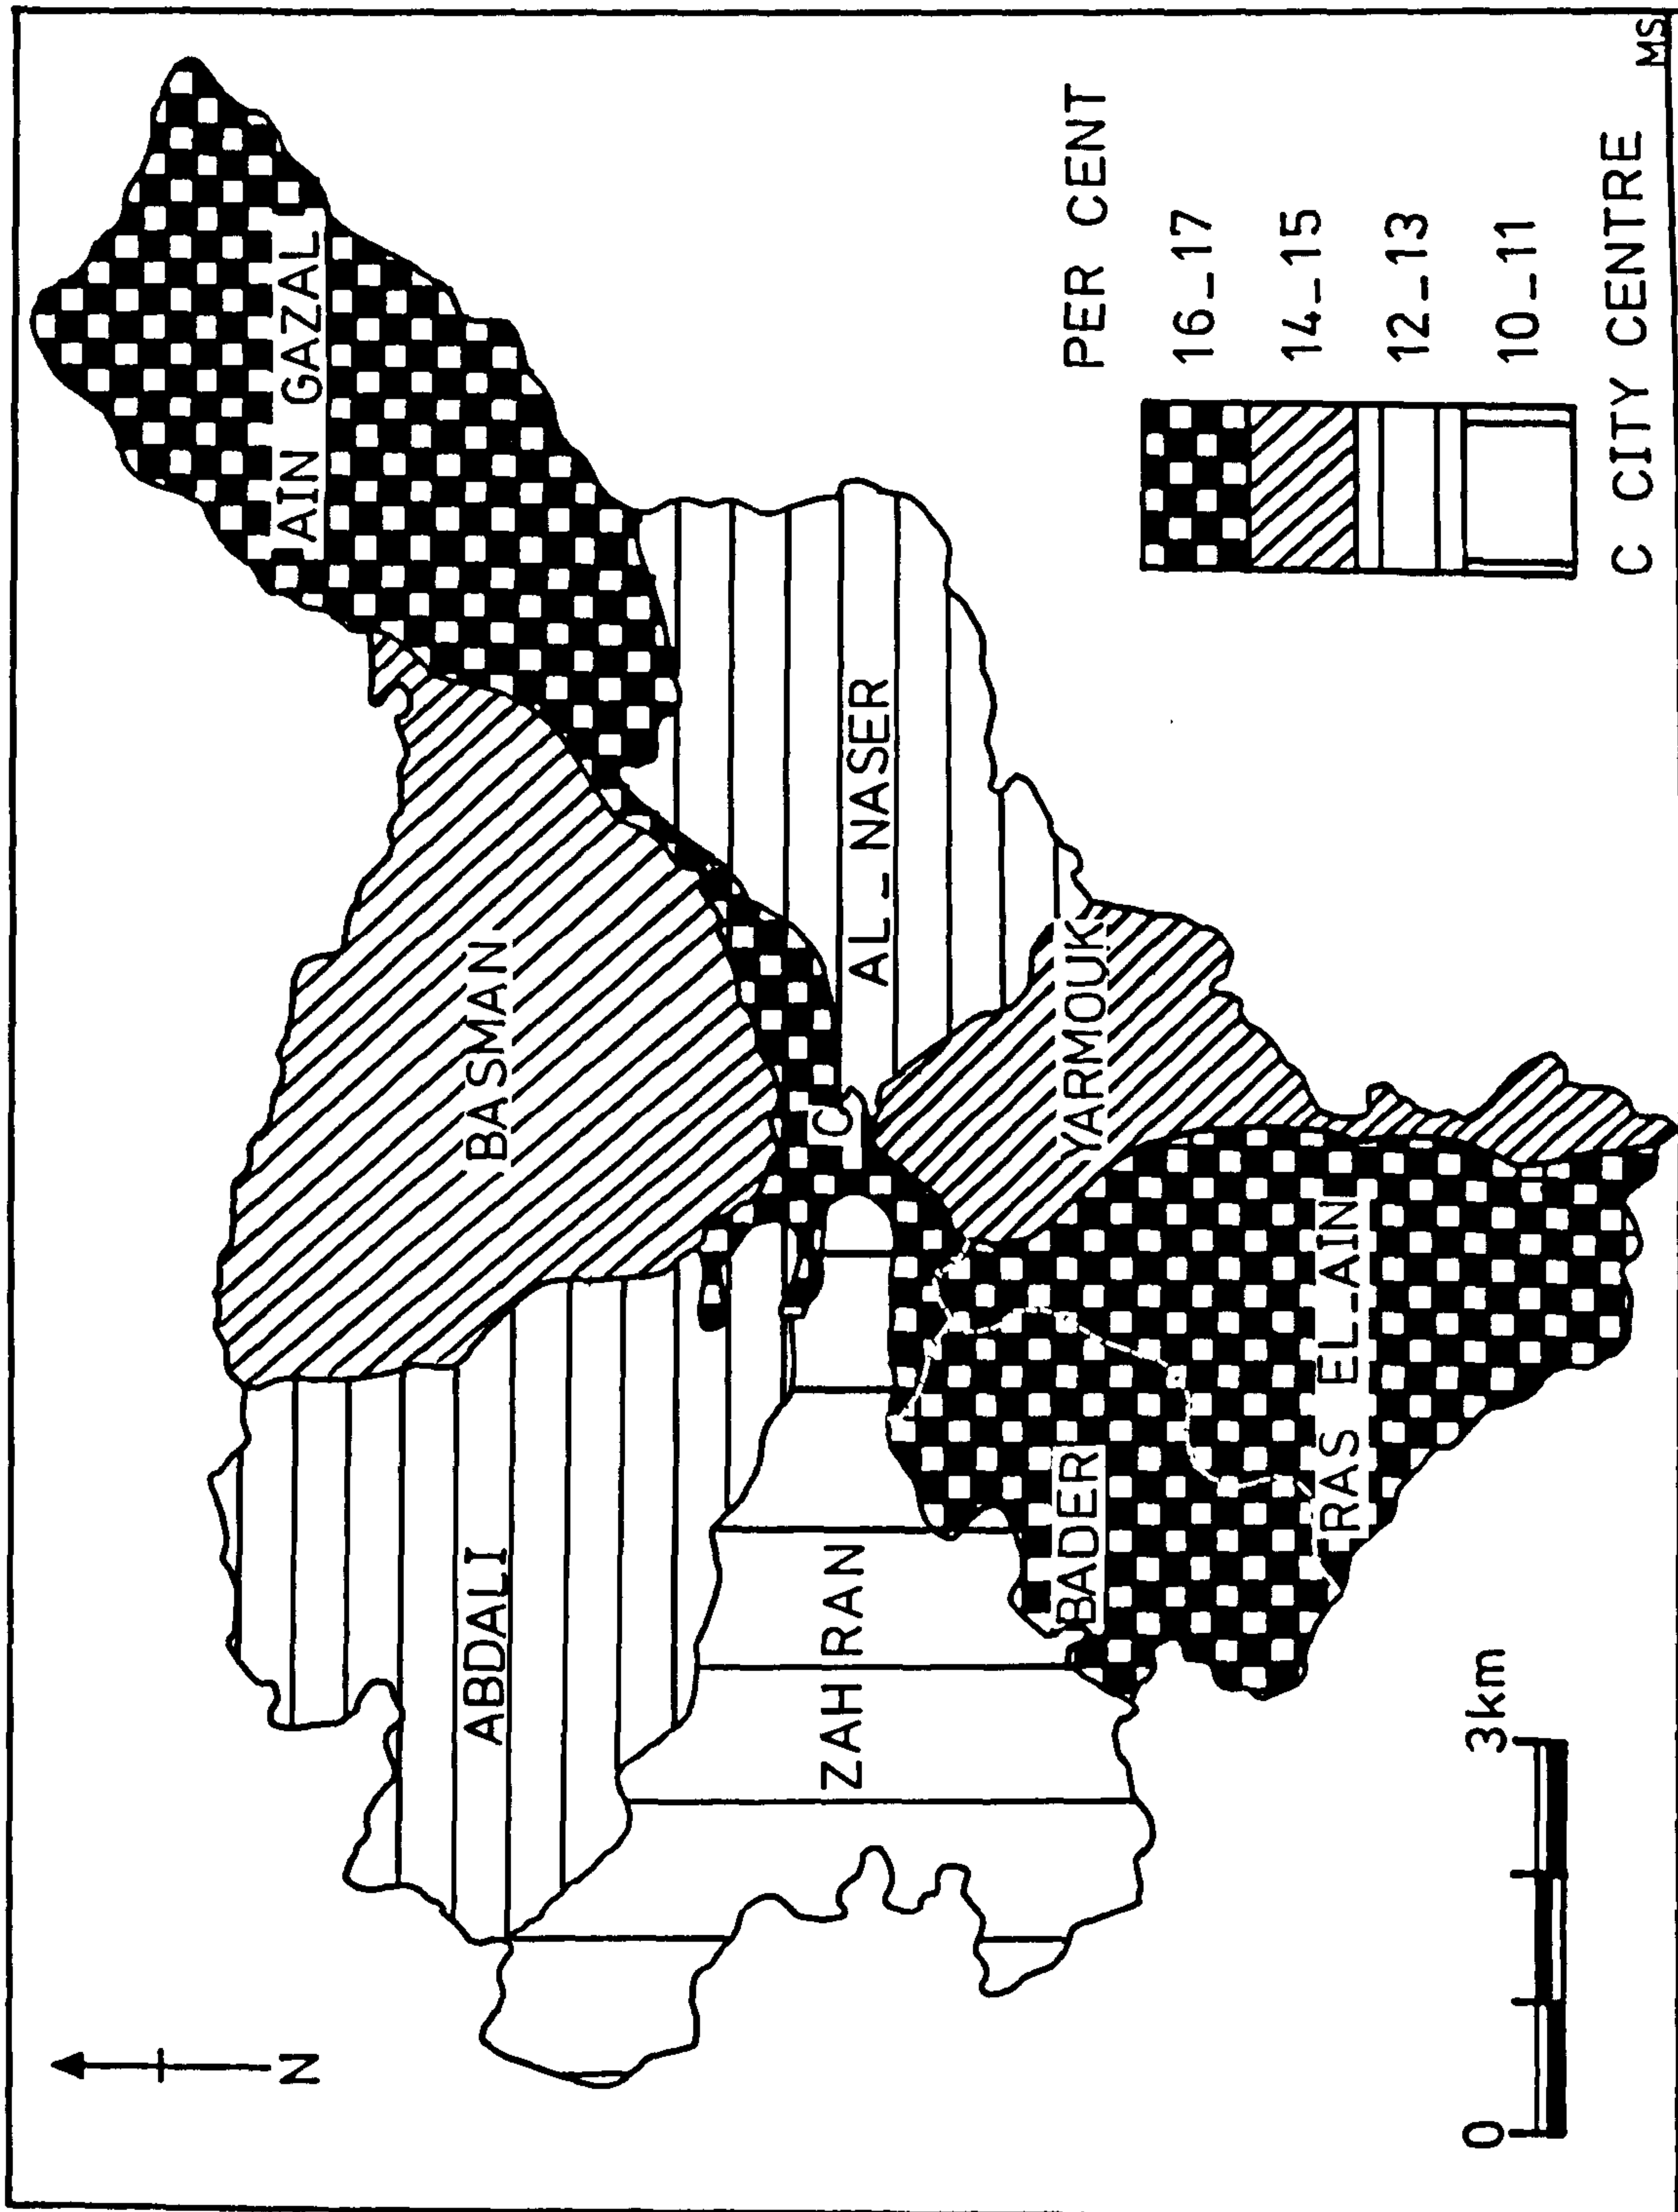 N
AIN GAZAL
BASMAN
ABDALI
AL_NASER
C
ZAHRAN
BADER
YARMOUK
RAS EL_AIN
0 3km
PER CENT
16_17
14_15
12_13
10_11
C CITY CENTRE
MS